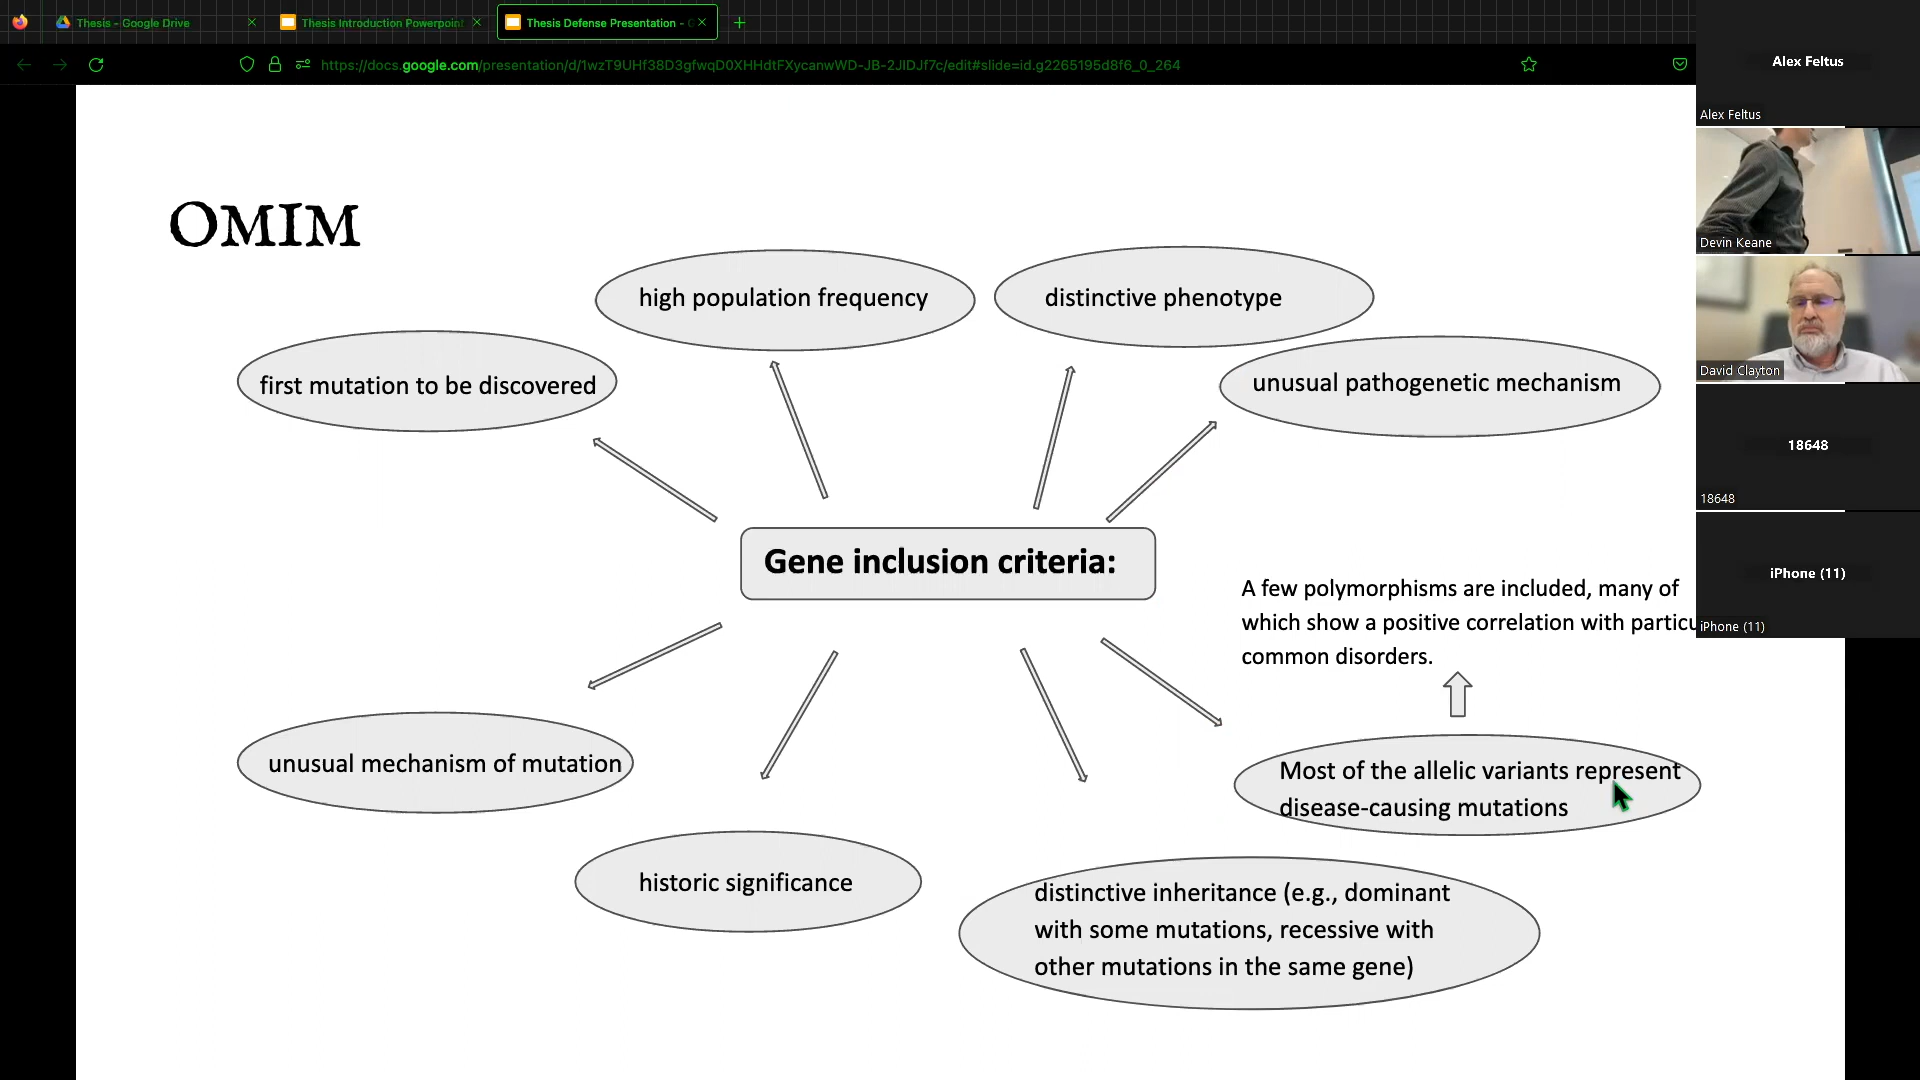 Thesis - Google Drive
Thesis Introduction Powerpoint
Thesis Defense Presentation -
https://docs.google.com/presentation/d/1wzT9UHf38D3gfwqD0XHHdtFXycanwWD-JB-2JlDJf7c/edit#slide=id.g2265195d8f6_0_264
Alex Feltus
Alex Feltus
Devin Keane
David Clayton
18648
18648
iPhone (11)
iPhone (11)
OMIM
high population frequency
distinctive phenotype
first mutation to be discovered
unusual pathogenetic mechanism
Gene inclusion criteria:
A few polymorphisms are included, many of
which show a positive correlation with particu
common disorders.
unusual mechanism of mutation
Most of the allelic variants represent
disease-causing mutations
historic significance
distinctive inheritance (e.g., dominant
with some mutations, recessive with
other mutations in the same gene)